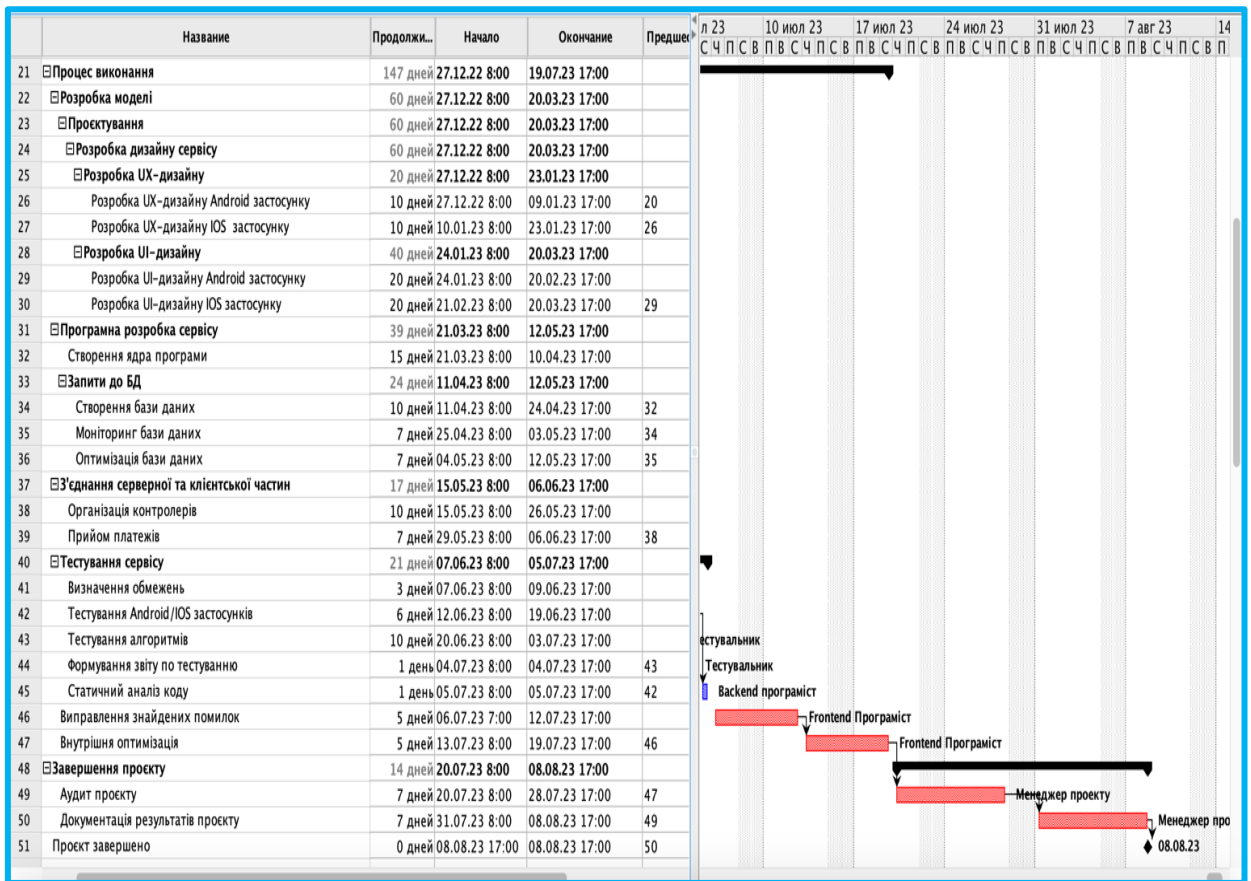 Название Продолжи... Начало Окончание Предшес
л 23 10 июл 23 17 июл 23 24 июл 23 31 июл 23 7 авг 23 14
С Ч П С В П В С Ч П С В П В С Ч П С В П В С Ч П С В П В С Ч П С В П В С Ч П С В П
21 Процес виконання 147 дней 27.12.22 8:00 19.07.23 17:00
22 Розробка моделі 60 дней 27.12.22 8:00 20.03.23 17:00
23 Проєктування 60 дней 27.12.22 8:00 20.03.23 17:00
24 Розробка дизайну сервісу 60 дней 27.12.22 8:00 20.03.23 17:00
25 Розробка UX-дизайну 20 дней 27.12.22 8:00 23.01.23 17:00
26 Розробка UX-дизайну Android застосунку 10 дней 27.12.22 8:00 09.01.23 17:00 20
27 Розробка UX-дизайну IOS застосунку 10 дней 10.01.23 8:00 23.01.23 17:00 26
28 Розробка UI-дизайну 40 дней 24.01.23 8:00 20.03.23 17:00
29 Розробка UI-дизайну Android застосунку 20 дней 24.01.23 8:00 20.02.23 17:00
30 Розробка UI-дизайну IOS застосунку 20 дней 21.02.23 8:00 20.03.23 17:00 29
31 Програмна розробка сервісу 39 дней 21.03.23 8:00 12.05.23 17:00
32 Створення ядра програми 15 дней 21.03.23 8:00 10.04.23 17:00
33 Запити до БД 24 дней 11.04.23 8:00 12.05.23 17:00
34 Створення бази даних 10 дней 11.04.23 8:00 24.04.23 17:00 32
35 Моніторинг бази даних 7 дней 25.04.23 8:00 03.05.23 17:00 34
36 Оптимізація бази даних 7 дней 04.05.23 8:00 12.05.23 17:00 35
37 З'єднання серверної та клієнтської частин 17 дней 15.05.23 8:00 06.06.23 17:00
38 Організація контролерів 10 дней 15.05.23 8:00 26.05.23 17:00
39 Прийом платежів 7 дней 29.05.23 8:00 06.06.23 17:00 38
40 Тестування сервісу 21 дней 07.06.23 8:00 05.07.23 17:00
41 Визначення обмежень 3 дней 07.06.23 8:00 09.06.23 17:00
42 Тестування Android/IOS застосунків 6 дней 12.06.23 8:00 19.06.23 17:00
43 Тестування алгоритмів 10 дней 20.06.23 8:00 03.07.23 17:00 естувальник
44 Формування звіту по тестуванню 1 день 04.07.23 8:00 04.07.23 17:00 43 Тестувальник
45 Статичний аналіз коду 1 день 05.07.23 8:00 05.07.23 17:00 42 Backend програміст
46 Виправлення знайдених помилок 5 дней 06.07.23 7:00 12.07.23 17:00 Frontend Програміст
47 Внутрішня оптимізація 5 дней 13.07.23 8:00 19.07.23 17:00 46 Frontend Програміст
48 Завершення проєкту 14 дней 20.07.23 8:00 08.08.23 17:00
49 Аудит проєкту 7 дней 20.07.23 8:00 28.07.23 17:00 47 Менеджер проекту
50 Документація результатів проєкту 7 дней 31.07.23 8:00 08.08.23 17:00 49 Менеджер про
51 Проєкт завершено 0 дней 08.08.23 17:00 08.08.23 17:00 50 08.08.23